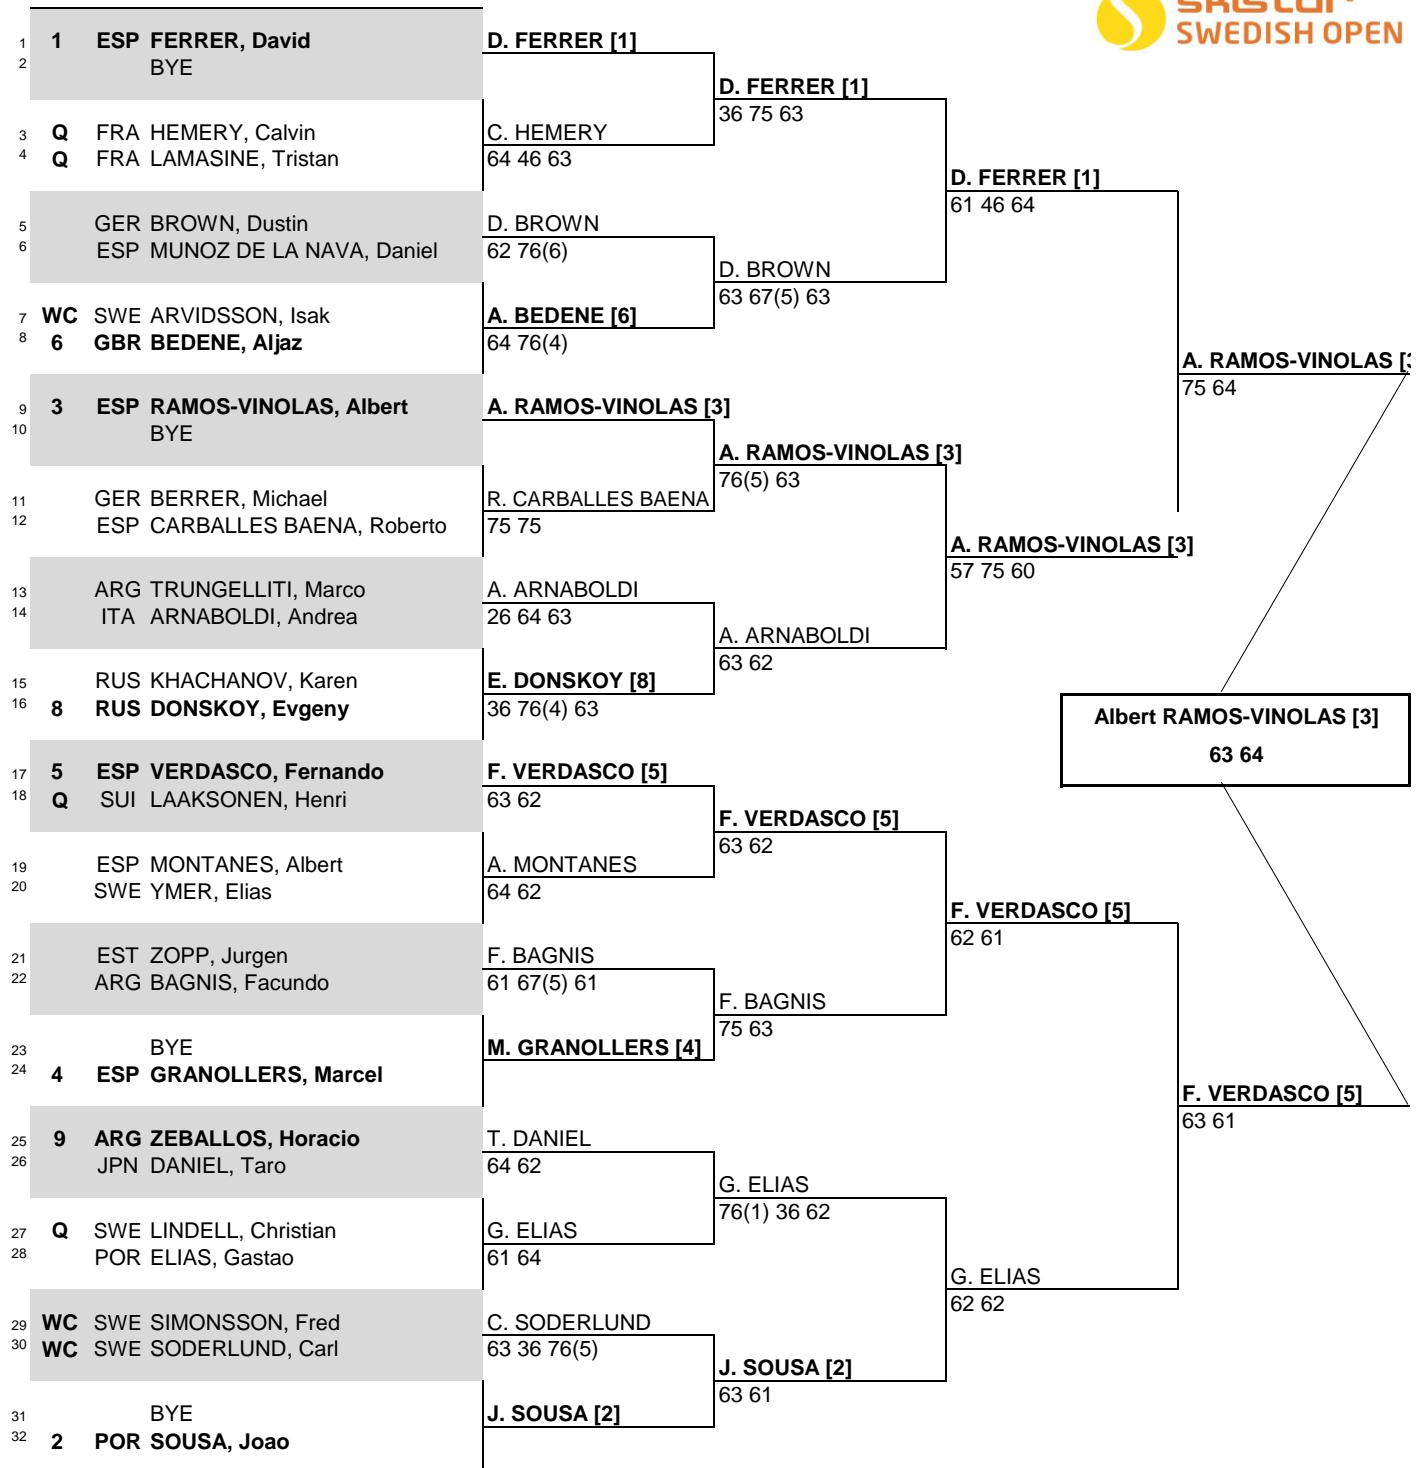 SWEDISH OPEN
1 1 ESP FERRER, David
2 BYE
3 Q FRA HEMERY, Calvin
4 Q FRA LAMASINE, Tristan
5 GER BROWN, Dustin
6 ESP MUNOZ DE LA NAVA, Daniel
7 WC SWE ARVIDSSON, Isak
8 6 GBR BEDENE, Aljaz
9 3 ESP RAMOS-VINOLAS, Albert
10 BYE
11 GER BERRER, Michael
12 ESP CARBALLES BAENA, Roberto
13 ARG TRUNGELLITI, Marco
14 ITA ARNABOLDI, Andrea
15 RUS KHACHANOV, Karen
16 8 RUS DONSKOY, Evgeny
17 5 ESP VERDASCO, Fernando
18 Q SUI LAAKSONEN, Henri
19 ESP MONTANES, Albert
20 SWE YMER, Elias
21 EST ZOPP, Jurgen
22 ARG BAGNIS, Facundo
23 BYE
24 4 ESP GRANOLLERS, Marcel
25 9 ARG ZEBALLOS, Horacio
26 JPN DANIEL, Taro
27 Q SWE LINDELL, Christian
28 POR ELIAS, Gastao
29 WC SWE SIMONSSON, Fred
30 WC SWE SODERLUND, Carl
31 BYE
32 2 POR SOUSA, Joao
D. FERRER [1]
C. HEMERY
64 46 63
D. BROWN
62 76(6)
A. BEDENE [6]
64 76(4)
A. RAMOS-VINOLAS [3]
R. CARBALLES BAENA
75 75
A. ARNABOLDI
26 64 63
E. DONSKOY [8]
36 76(4) 63
F. VERDASCO [5]
63 62
A. MONTANES
64 62
F. BAGNIS
61 67(5) 61
M. GRANOLLERS [4]
T. DANIEL
64 62
G. ELIAS
61 64
C. SODERLUND
63 36 76(5)
J. SOUSA [2]
D. FERRER [1]
36 75 63
D. BROWN
63 67(5) 63
A. RAMOS-VINOLAS [3]
76(5) 63
A. ARNABOLDI
63 62
F. VERDASCO [5]
63 62
F. BAGNIS
75 63
G. ELIAS
76(1) 36 62
J. SOUSA [2]
63 61
D. FERRER [1]
61 46 64
A. RAMOS-VINOLAS [3]
57 75 60
F. VERDASCO [5]
62 61
G. ELIAS
62 62
A. RAMOS-VINOLAS [3
75 64
F. VERDASCO [5]
63 61
Albert RAMOS-VINOLAS [3]
63 64